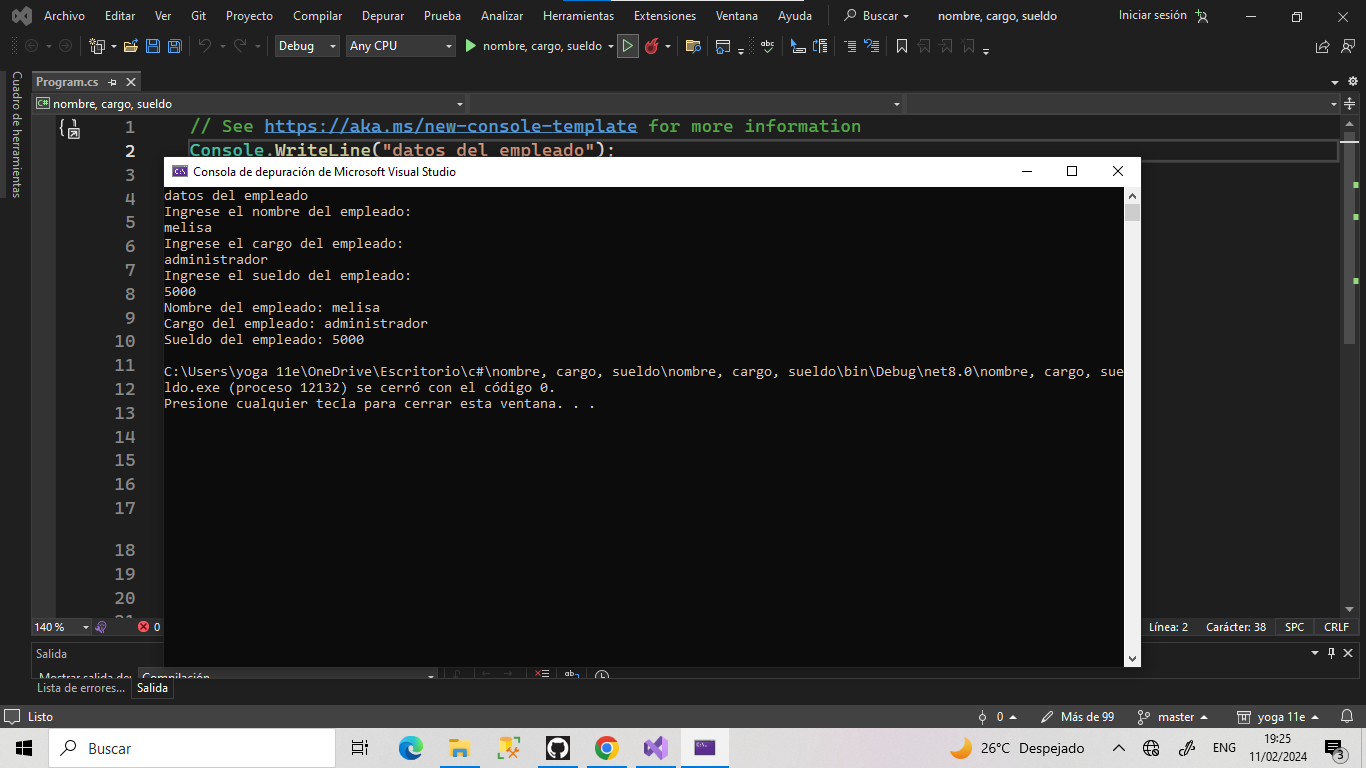 Archivo Editar Ver Git Proyecto Compilar Depurar Prueba Analizar Herramientas Extensiones Ventana Ayuda Buscar nombre, cargo, sueldo Iniciar sesión
Debug Any CPU nombre, cargo, sueldo abc
Cuadro de herramientas
Program.cs
C# nombre, cargo, sueldo
1 // See https://aka.ms/new-console-template for more information
2 Console.WriteLine("datos del empleado");
3
4
5
6
7
8
9
10
11
12
13
14
15
16
17
18
19
20
21
Consola de depuración de Microsoft Visual Studio
datos del empleado
Ingrese el nombre del empleado:
melisa
Ingrese el cargo del empleado:
administrador
Ingrese el sueldo del empleado:
5000
Nombre del empleado: melisa
Cargo del empleado: administrador
Sueldo del empleado: 5000
C:\Users\yoga 11e\OneDrive\Escritorio\c#\nombre, cargo, sueldo\nombre, cargo, sueldo\bin\Debug\net8.0\nombre, cargo, sue
ldo.exe (proceso 12132) se cerró con el código 0.
Presione cualquier tecla para cerrar esta ventana. . .
140 % 0 Línea: 2 Carácter: 38 SPC CRLF
Salida
Mostrar salida de: Compilación
Lista de errores... Salida
Listo 0 Más de 99 master yoga 11e
Buscar 26°C Despejado ENG 19:25
11/02/2024 3